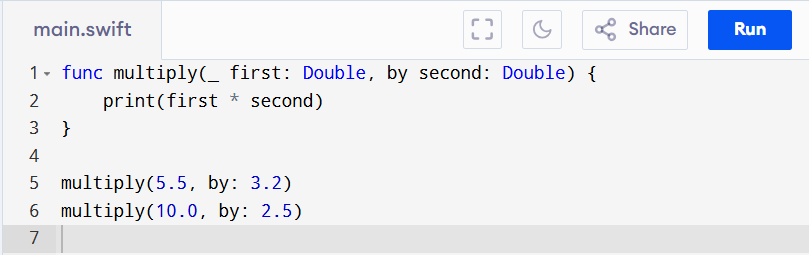 main.swift
Share
Run
1 func multiply(_ first: Double, by second: Double) {
2     print(first * second)
3 }
4
5 multiply(5.5, by: 3.2)
6 multiply(10.0, by: 2.5)
7